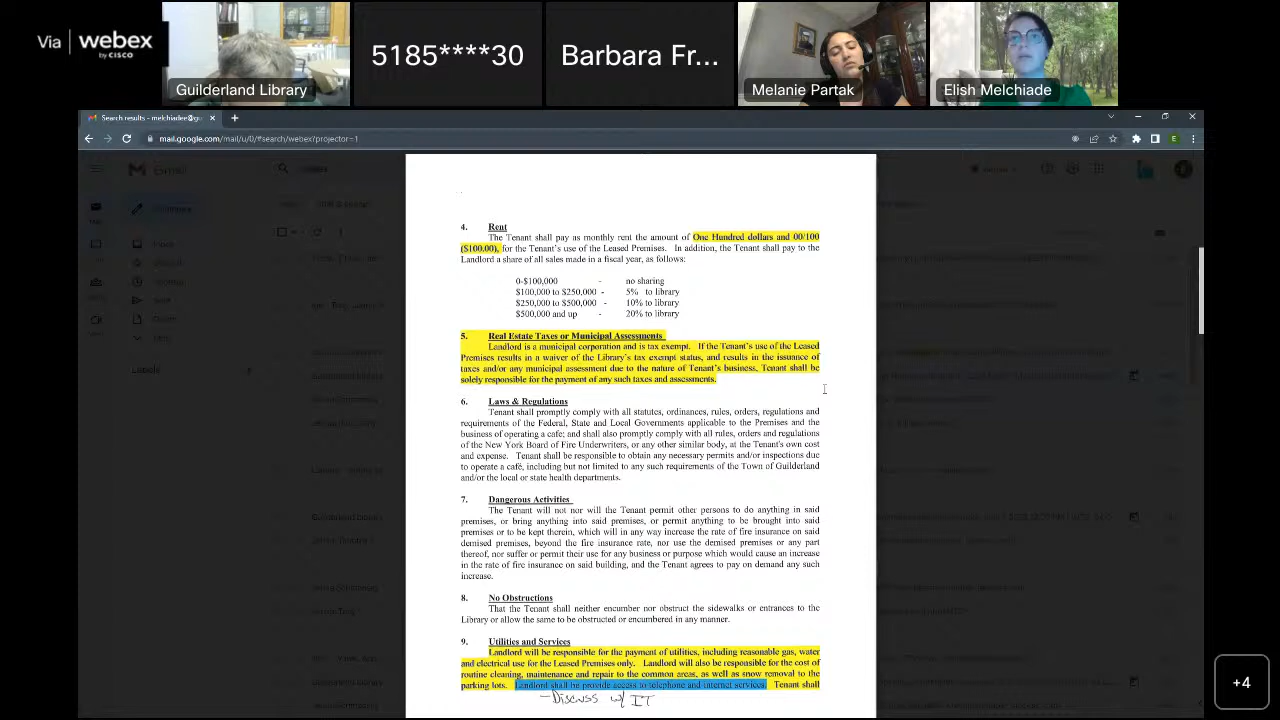 Via webex
by CISCO
Guilderland Library
5185****30
Barbara Fr...
Melanie Partak
Elish Melchiade
Search results - melchiadee@gu
mail.google.com/mail/u/0/#search/webex?projector=1
Gmail
Labels
4. Rent
The Tenant shall pay as monthly rent the amount of One Hundred dollars and 00/100
($100.00), for the Tenant's use of the Leased Premises. In addition, the Tenant shall pay to the
Landlord a share of all sales made in a fiscal year, as follows:
0-$100,000 - no sharing
$100,000 to $250,000 - 5% to library
$250,000 to $500,000 - 10% to library
$500,000 and up - 20% to library
5. Real Estate Taxes or Municipal Assessments
Landlord is a municipal corporation and is tax exempt. If the Tenant's use of the Leased
Premises results in a waiver of the Library's tax exempt status, and results in the issuance of
taxes and/or any municipal assessment due to the nature of Tenant's business, Tenant shall be
solely responsible for the payment of any such taxes and assessments.
6. Laws & Regulations
Tenant shall promptly comply with all statutes, ordinances, rules, orders, regulations and
requirements of the Federal, State and Local Governments applicable to the Premises and the
business of operating a cafe; and shall also promptly comply with all rules, orders and regulations
of the New York Board of Fire Underwriters, or any other similar body, at the Tenant's own cost
and expense. Tenant shall be responsible to obtain any necessary permits and/or inspections due
to operate a café, including but not limited to any such requirements of the Town of Guilderland
and/or the local or state health departments.
7. Dangerous Activities
The Tenant will not nor will the Tenant permit other persons to do anything in said
premises, or bring anything into said premises, or permit anything to be brought into said
premises or to be kept therein, which will in any way increase the rate of fire insurance on said
demised premises, beyond the fire insurance rate, nor use the demised premises or any part
thereof, nor suffer or permit their use for any business or purpose which would cause an increase
in the rate of fire insurance on said building, and the Tenant agrees to pay on demand any such
increase.
8. No Obstructions
That the Tenant shall neither encumber nor obstruct the sidewalks or entrances to the
Library or allow the same to be obstructed or encumbered in any manner.
9. Utilities and Services
Landlord will be responsible for the payment of utilities, including reasonable gas, water
and electrical use for the Leased Premises only. Landlord will also be responsible for the cost of
routine cleaning, maintenance and repair to the common areas, as well as snow removal to the
parking lots. Landlord shall be provide access to telephone and internet services. Tenant shall
- Discuss w/ IT
+4